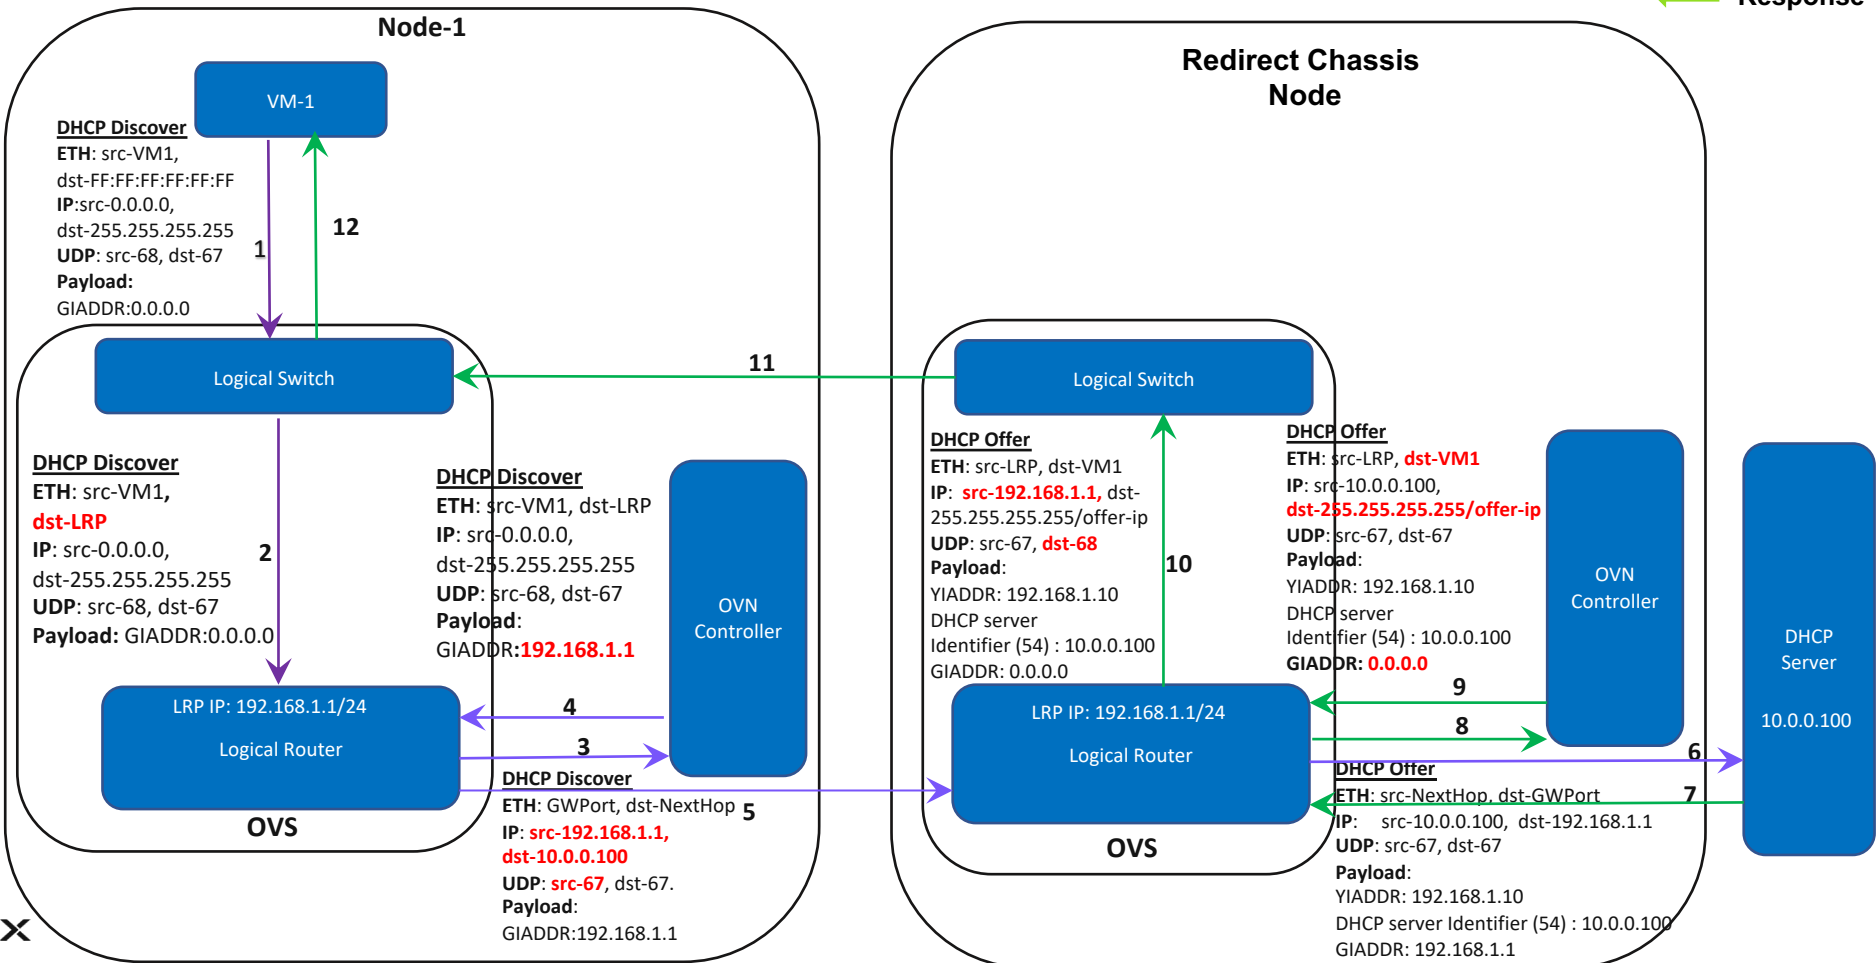 Response
Node-1
Redirect Chassis
Node
VM-1
DHCP Discover
ETH: src-VM1,
dst-FF:FF:FF:FF:FF:FF
IP:src-0.0.0.0,
dst-255.255.255.255
UDP: src-68, dst-67
Payload:
GIADDR:0.0.0.0
1
12
Logical Switch
11
Logical Switch
DHCP Discover
ETH: src-VM1,
dst-LRP
IP: src-0.0.0.0,
dst-255.255.255.255
UDP: src-68, dst-67
Payload: GIADDR:0.0.0.0
2
DHCP Discover
ETH: src-VM1, dst-LRP
IP: src-0.0.0.0,
dst-255.255.255.255
UDP: src-68, dst-67
Payload:
GIADDR:192.168.1.1
OVN
Controller
LRP IP: 192.168.1.1/24
Logical Router
4
3
OVS
DHCP Discover
ETH: GWPort, dst-NextHop
5
IP: src-192.168.1.1,
dst-10.0.0.100
UDP: src-67, dst-67.
Payload:
GIADDR:192.168.1.1
DHCP Offer
ETH: src-LRP, dst-VM1
IP: src-192.168.1.1, dst-
255.255.255.255/offer-ip
UDP: src-67, dst-68
Payload:
YIADDR: 192.168.1.10
DHCP server
Identifier (54) : 10.0.0.100
GIADDR: 0.0.0.0
10
DHCP Offer
ETH: src-LRP, dst-VM1
IP: src-10.0.0.100,
dst-255.255.255.255/offer-ip
UDP: src-67, dst-67
Payload:
YIADDR: 192.168.1.10
DHCP server
Identifier (54) : 10.0.0.100
GIADDR: 0.0.0.0
OVN
Controller
DHCP
Server
10.0.0.100
LRP IP: 192.168.1.1/24
Logical Router
9
8
6
7
OVS
DHCP Offer
ETH: src-NextHop, dst-GWPort
IP: src-10.0.0.100, dst-192.168.1.1
UDP: src-67, dst-67
Payload:
YIADDR: 192.168.1.10
DHCP server Identifier (54) : 10.0.0.100
GIADDR: 192.168.1.1